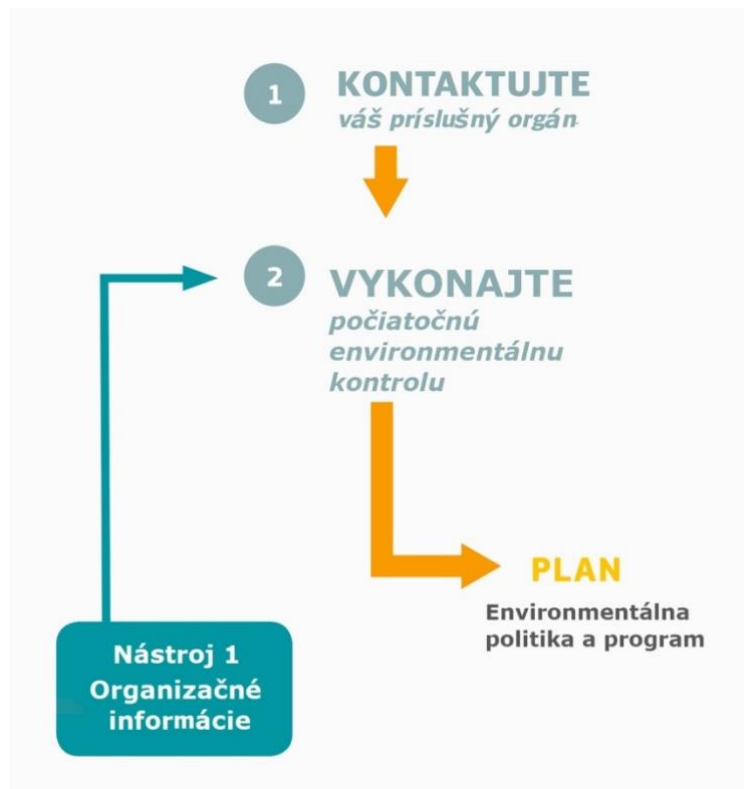 1
KONTAKTUJTE
váš príslušný orgán
2
VYKONAJTE
počiatočnú
environmentálnu
kontrolu
PLAN
Environmentálna
politika a program
Nástroj 1
Organizačné
informácie